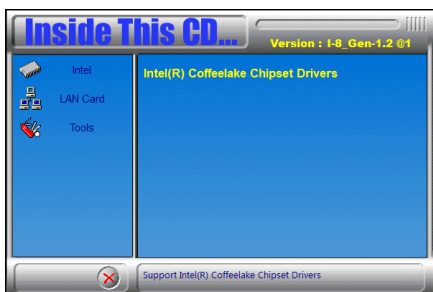 Inside This CD...
Version : I-8_Gen-1.2 @1
Intel
LAN Card
Tools
Intel(R) Coffeelake Chipset Drivers
Support Intel(R) Coffeelake Chipset Drivers